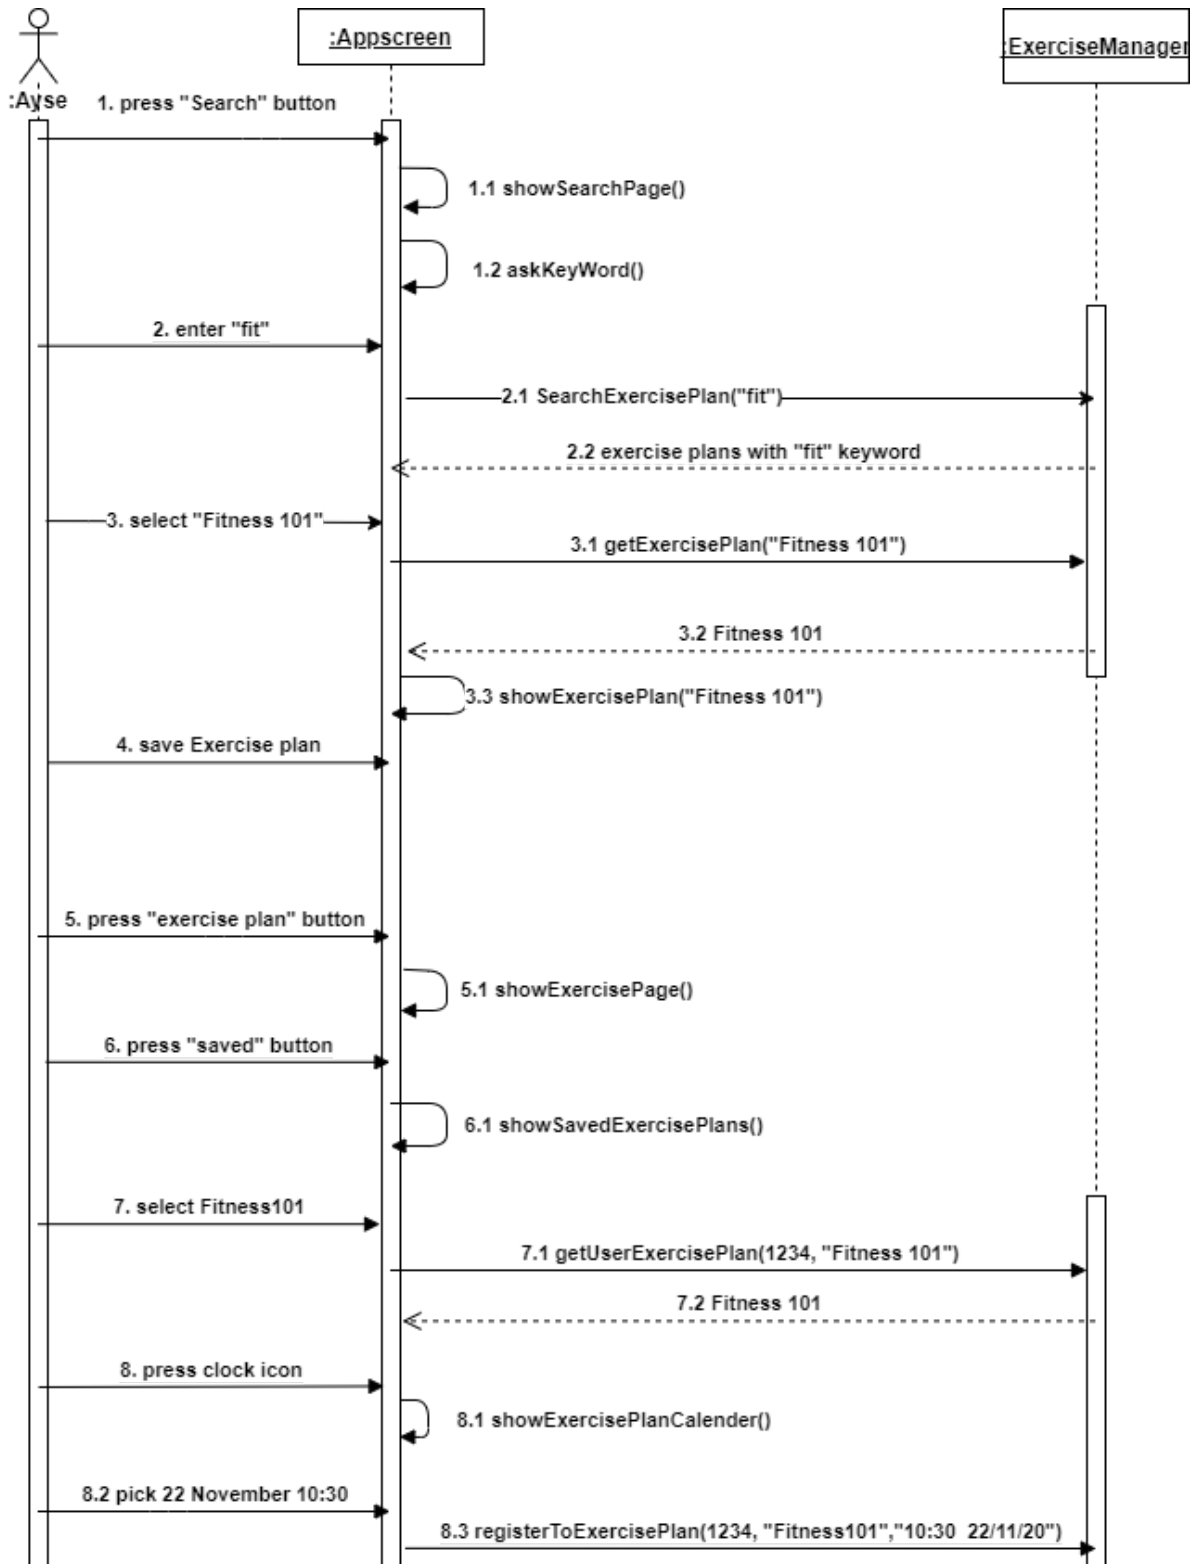 :Appscreen
:ExerciseManager
:Ayse
1. press "Search" button
1.1 showSearchPage()
1.2 askKeyWord()
2. enter "fit"
2.1 SearchExercisePlan("fit")
2.2 exercise plans with "fit" keyword
3. select "Fitness 101"
3.1 getExercisePlan("Fitness 101")
3.2 Fitness 101
3.3 showExercisePlan("Fitness 101")
4. save Exercise plan
5. press "exercise plan" button
5.1 showExercisePage()
6. press "saved" button
6.1 showSavedExercisePlans()
7. select Fitness101
7.1 getUserExercisePlan(1234, "Fitness 101")
7.2 Fitness 101
8. press clock icon
8.1 showExercisePlanCalender()
8.2 pick 22 November 10:30
8.3 registerToExercisePlan(1234, "Fitness101","10:30  22/11/20")